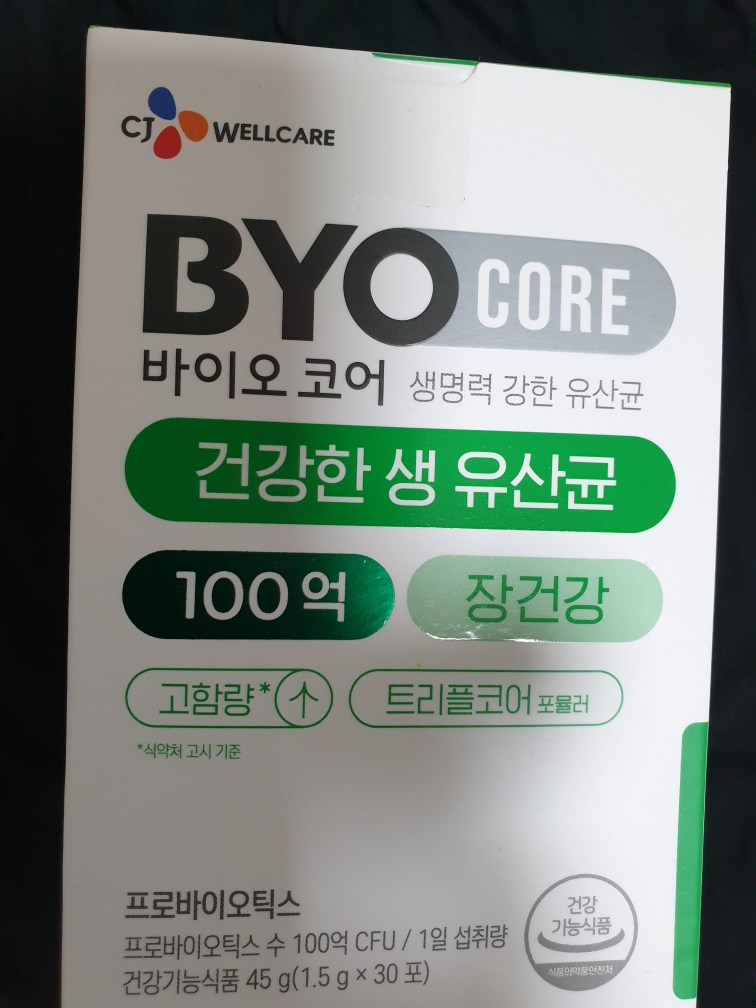 CJ WELLCARE
BYO CORE
바이오 코어 생명력 강한 유산균
건강한 생 유산균
100억 장건강
고함량*↑ 트리플코어 포뮬러
*식약처 고시 기준
프로바이오틱스
프로바이오틱스 수 100억 CFU / 1일 섭취량
건강기능식품 45 g(1.5 g × 30 포)
건강
기능식품
식품의약품안전처